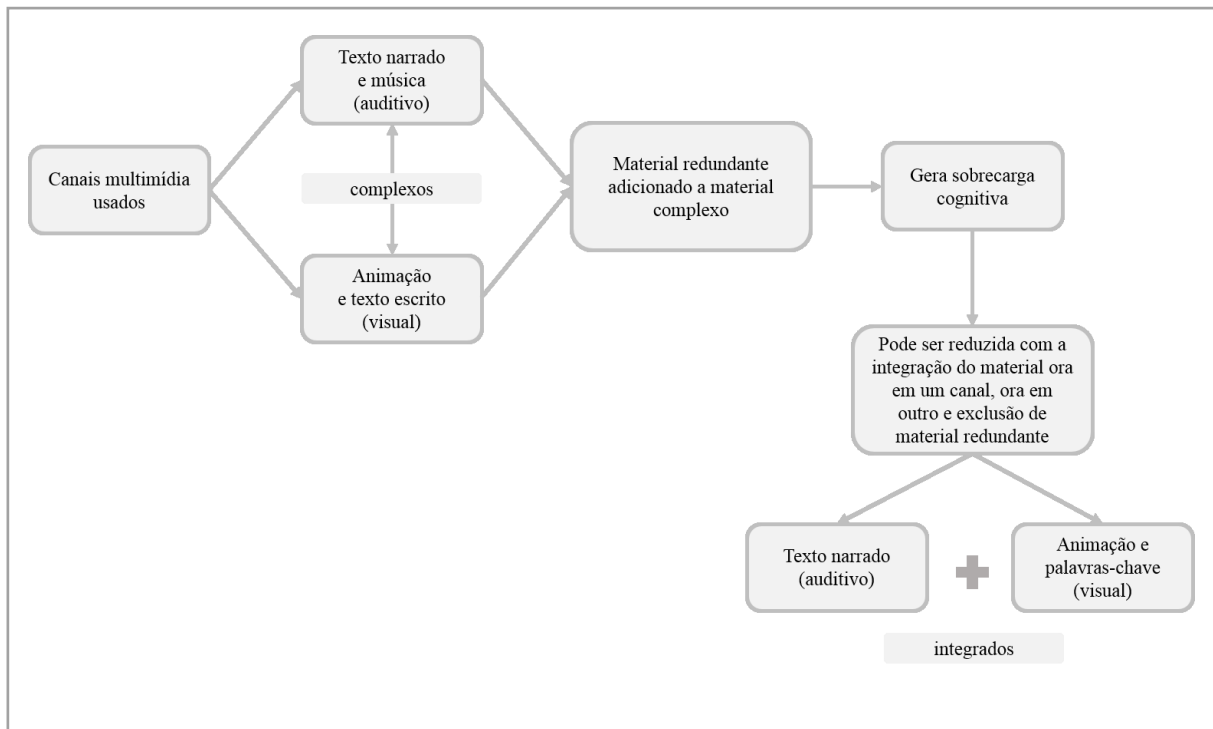 Canais multimídia
usados
Texto narrado
e música
(auditivo)
complexos
Animação
e texto escrito
(visual)
Material redundante
adicionado a material
complexo
Gera sobrecarga
cognitiva
Pode ser reduzida com a
integração do material ora
em um canal, ora em
outro e exclusão de
material redundante
Texto narrado
(auditivo)
Animação e
palavras-chave
(visual)
integrados